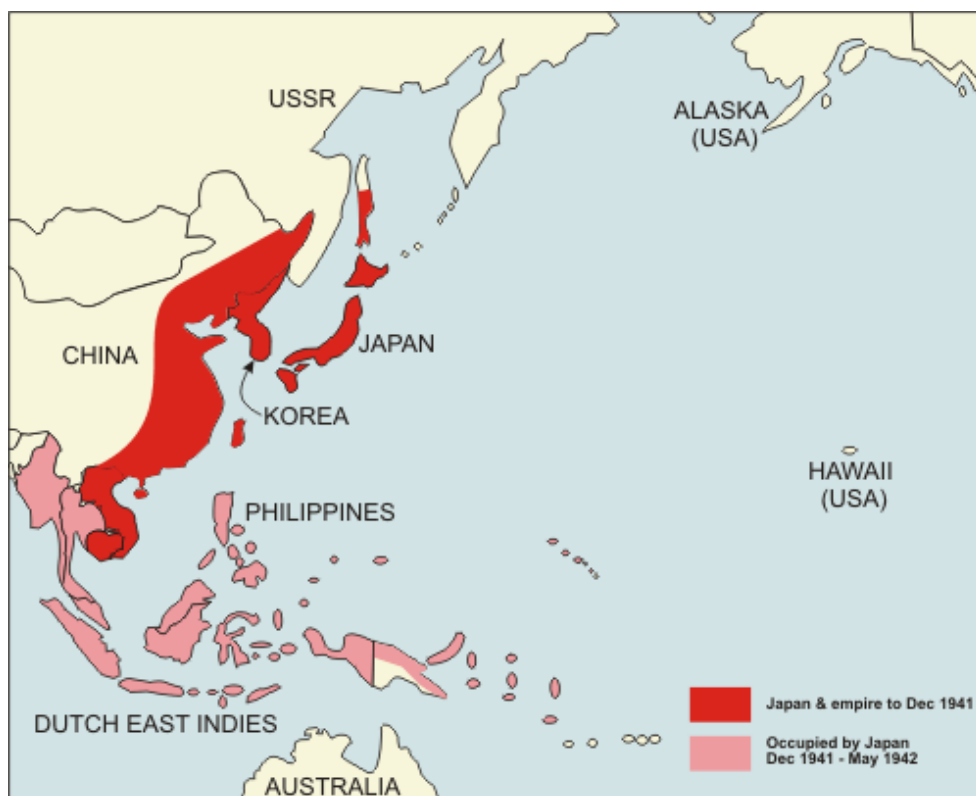 USSR
ALASKA
(USA)
CHINA
JAPAN
KOREA
HAWAII
(USA)
PHILIPPINES
DUTCH EAST INDIES
AUSTRALIA
Japan & empire to Dec 1941
Occupied by Japan
Dec 1941 - May 1942